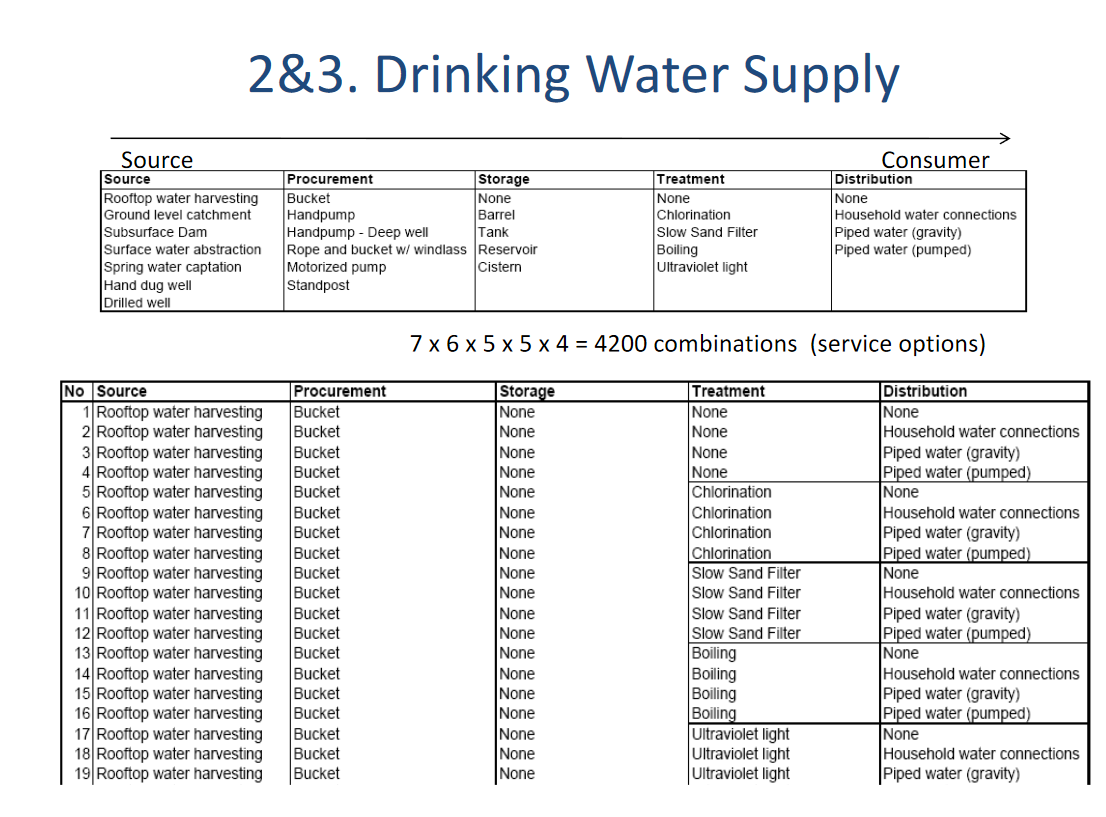 2&3. Drinking Water Supply
Source Consumer
Source Procurement Storage Treatment Distribution
Rooftop water harvesting Bucket None None None
Ground level catchment Handpump Barrel Chlorination Household water connections
Subsurface Dam Handpump - Deep well Tank Slow Sand Filter Piped water (gravity)
Surface water abstraction Rope and bucket w/ windlass Reservoir Boiling Piped water (pumped)
Spring water captation Motorized pump Cistern Ultraviolet light
Hand dug well Standpost
Drilled well
7 x 6 x 5 x 5 x 4 = 4200 combinations (service options)
No Source Procurement Storage Treatment Distribution
1 Rooftop water harvesting Bucket None None None
2 Rooftop water harvesting Bucket None None Household water connections
3 Rooftop water harvesting Bucket None None Piped water (gravity)
4 Rooftop water harvesting Bucket None None Piped water (pumped)
5 Rooftop water harvesting Bucket None Chlorination None
6 Rooftop water harvesting Bucket None Chlorination Household water connections
7 Rooftop water harvesting Bucket None Chlorination Piped water (gravity)
8 Rooftop water harvesting Bucket None Chlorination Piped water (pumped)
9 Rooftop water harvesting Bucket None Slow Sand Filter None
10 Rooftop water harvesting Bucket None Slow Sand Filter Household water connections
11 Rooftop water harvesting Bucket None Slow Sand Filter Piped water (gravity)
12 Rooftop water harvesting Bucket None Slow Sand Filter Piped water (pumped)
13 Rooftop water harvesting Bucket None Boiling None
14 Rooftop water harvesting Bucket None Boiling Household water connections
15 Rooftop water harvesting Bucket None Boiling Piped water (gravity)
16 Rooftop water harvesting Bucket None Boiling Piped water (pumped)
17 Rooftop water harvesting Bucket None Ultraviolet light None
18 Rooftop water harvesting Bucket None Ultraviolet light Household water connections
19 Rooftop water harvesting Bucket None Ultraviolet light Piped water (gravity)